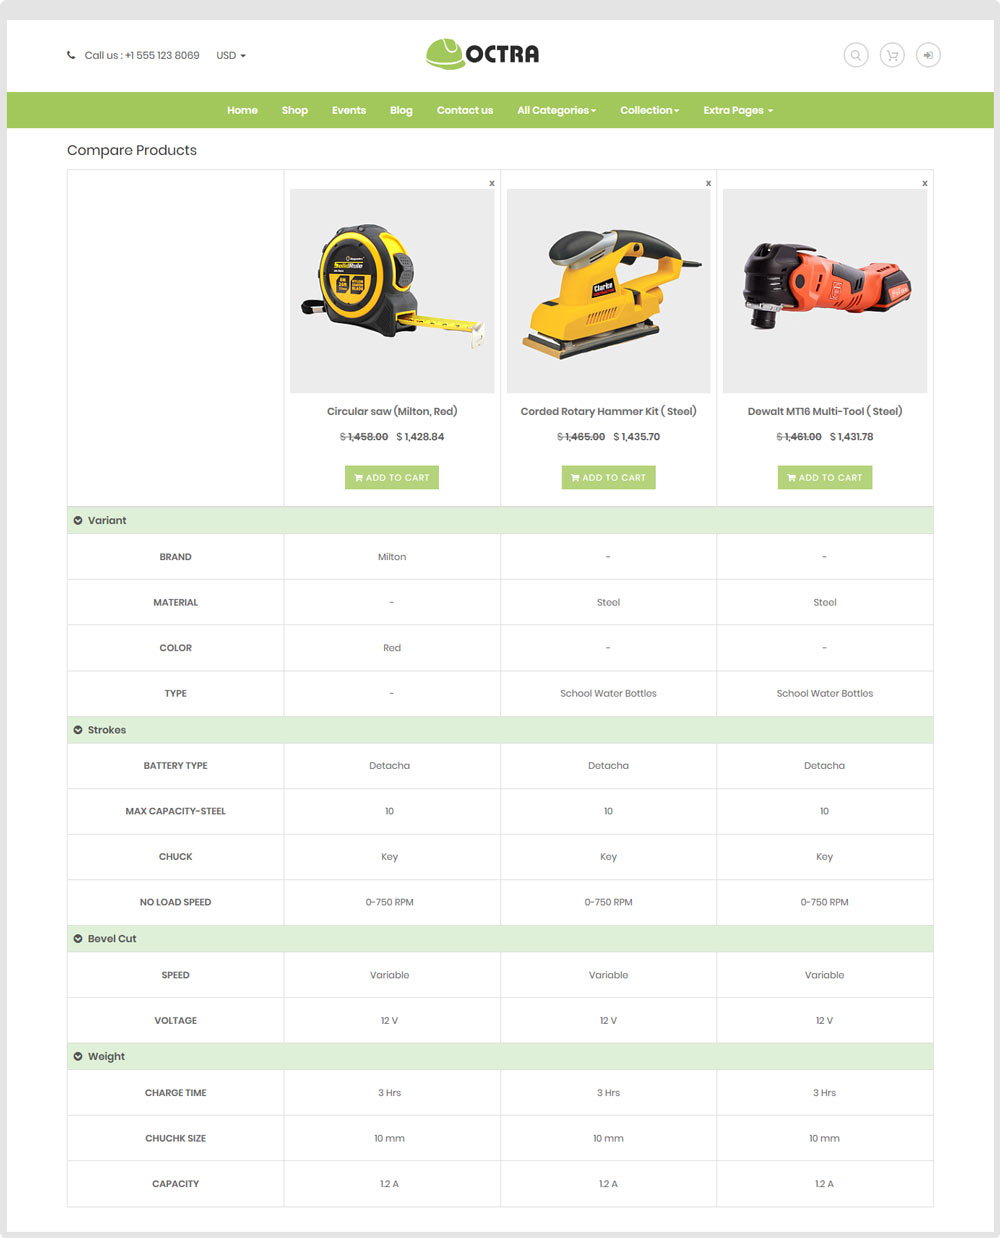 Call us : +1 555 123 8069 USD
OCTRA
Home Shop Events Blog Contact us All Categories Collection Extra Pages
Compare Products
x x x
SolidMate
Clarke
Circular saw (Milton, Red) Corded Rotary Hammer Kit ( Steel) Dewalt MT16 Multi-Tool ( Steel)
$ 1,458.00 $ 1,428.84 $ 1,465.00 $ 1,435.70 $ 1,461.00 $ 1,431.78
ADD TO CART ADD TO CART ADD TO CART
Variant
BRAND Milton - -
MATERIAL - Steel Steel
COLOR Red - -
TYPE - School Water Bottles School Water Bottles
Strokes
BATTERY TYPE Detacha Detacha Detacha
MAX CAPACITY-STEEL 10 10 10
CHUCK Key Key Key
NO LOAD SPEED 0-750 RPM 0-750 RPM 0-750 RPM
Bevel Cut
SPEED Variable Variable Variable
VOLTAGE 12 V 12 V 12 V
Weight
CHARGE TIME 3 Hrs 3 Hrs 3 Hrs
CHUCHK SIZE 10 mm 10 mm 10 mm
CAPACITY 1.2 A 1.2 A 1.2 A